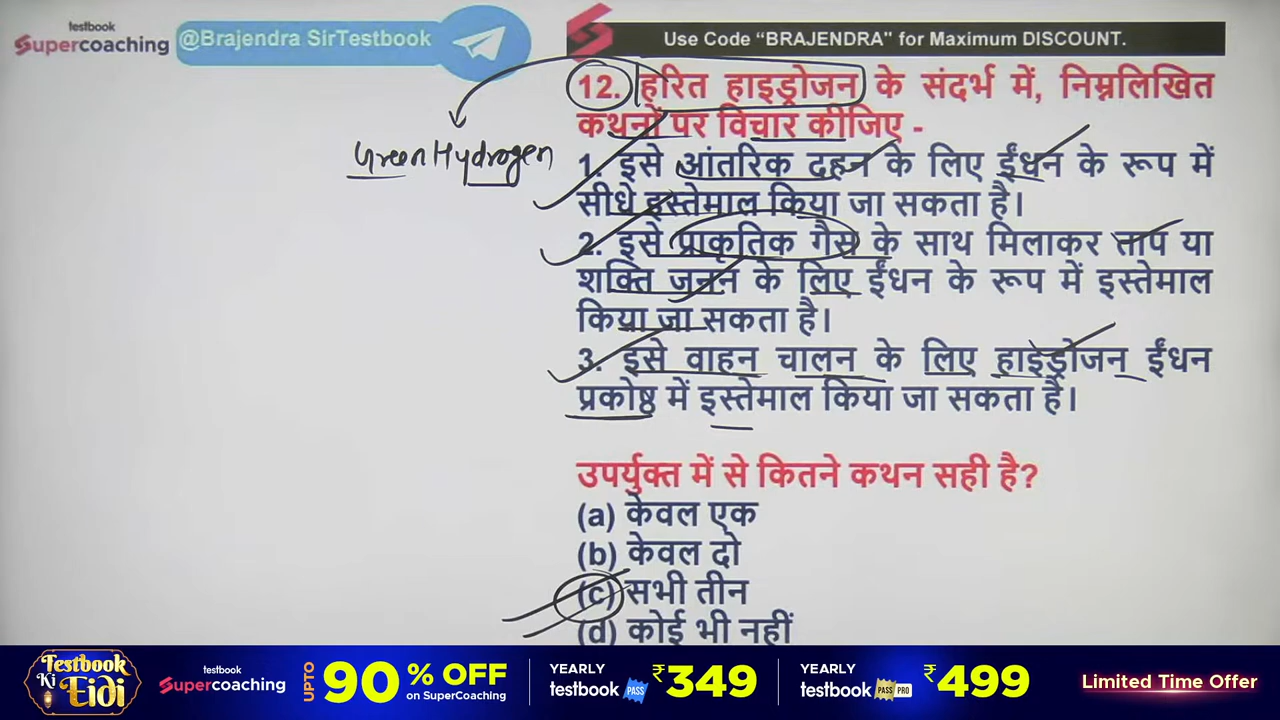 testbook
Supercoaching
@Brajendra SirTestbook
Use Code “BRAJENDRA" for Maximum DISCOUNT.
12. हरित हाइड्रोजन के संदर्भ में, निम्नलिखित
कथनों पर विचार कीजिए -
Green Hydrogen
1. इसे आंतरिक दहन के लिए ईंधन के रूप में
सीधे इस्तेमाल किया जा सकता है।
2. इसे प्राकृतिक गैस के साथ मिलाकर ताप या
शक्ति जनन के लिए ईंधन के रूप में इस्तेमाल
किया जा सकता है।
3. इसे वाहन चालन के लिए हाइड्रोजन ईंधन
प्रकोष्ठ में इस्तेमाल किया जा सकता है।
उपर्युक्त में से कितने कथन सही है?
(a) केवल एक
(b) केवल दो
(c) सभी तीन
(d) कोई भी नहीं
Testbook Ki Eidi
testbook
Supercoaching
UPTO 90 % OFF
on SuperCoaching
YEARLY
testbook PASS
₹349
YEARLY
testbook PASS PRO
₹499
Limited Time Offer